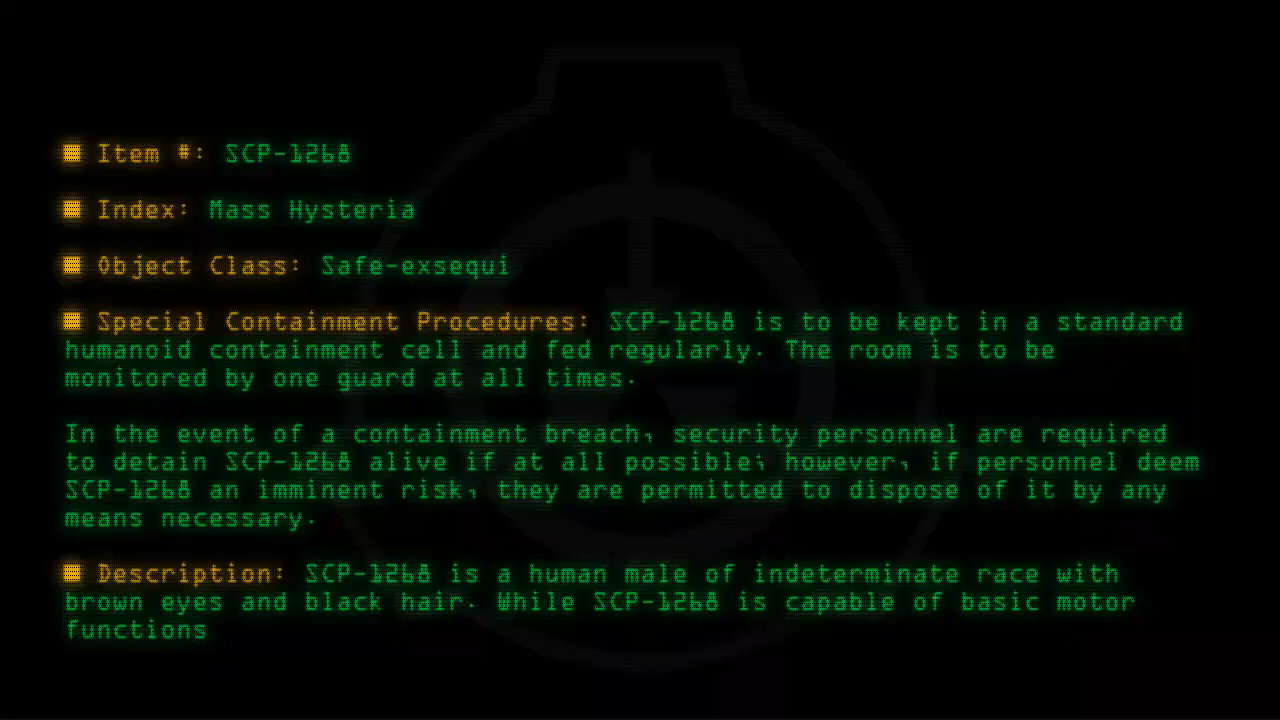 ■ Item #: SCP-1268
■ Index: Mass Hysteria
■ Object Class: Safe-exsequi
■ Special Containment Procedures: SCP-1268 is to be kept in a standard
humanoid containment cell and fed regularly. The room is to be
monitored by one guard at all times.
In the event of a containment breach, security personnel are required
to detain SCP-1268 alive if at all possible; however, if personnel deem
SCP-1268 an imminent risk, they are permitted to dispose of it by any
means necessary.
■ Description: SCP-1268 is a human male of indeterminate race with
brown eyes and black hair. While SCP-1268 is capable of basic motor
functions